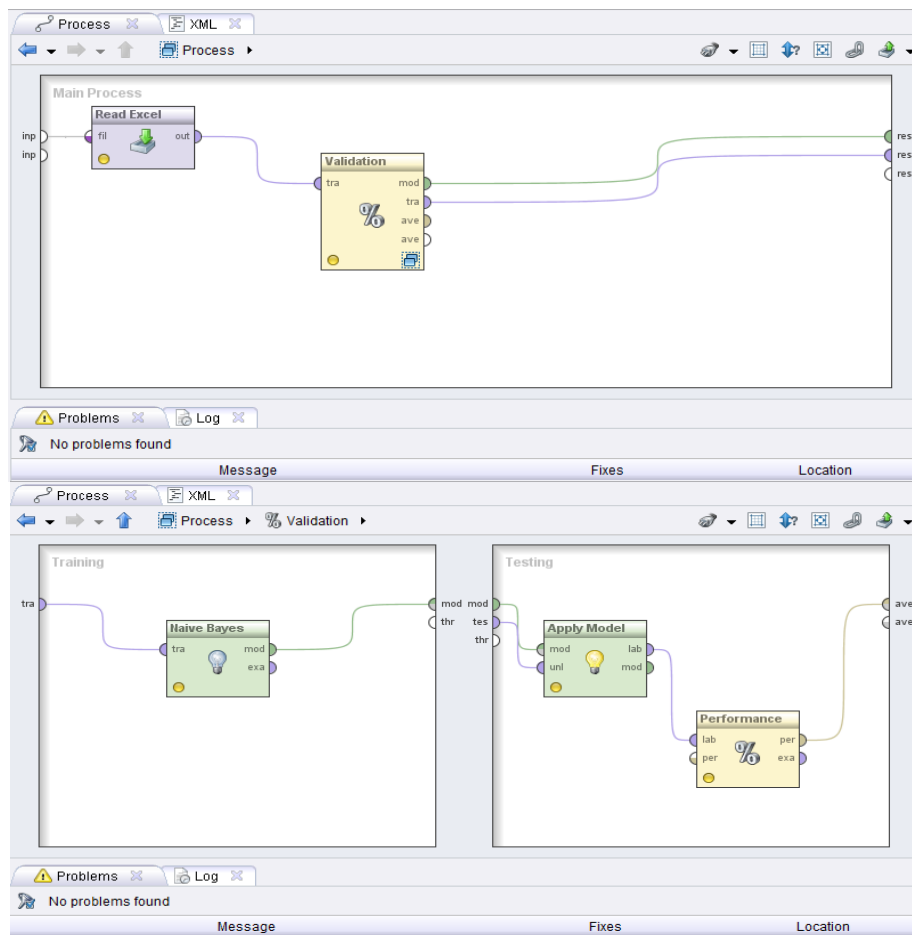 Process XML
Process
Main Process
Read Excel
inp fil out res
inp res
Validation
res
tra mod
tra
ave
ave
Problems Log
No problems found
Message Fixes Location
Process XML
Process Validation
Training Testing
tra mod mod ave
Naive Bayes thr tes Apply Model ave
tra mod thr mod lab
exa unl mod
Performance
lab per
per exa
Problems Log
No problems found
Message Fixes Location